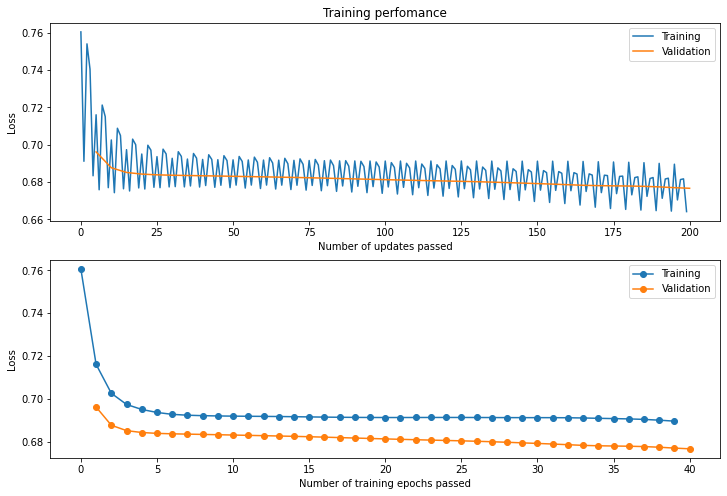 Training perfomance
0.76
0.74
0.72
0.70
0.68
0.66
Loss
Training
Validation
0 25 50 75 100 125 150 175 200
Number of updates passed
0.76
0.74
0.72
0.70
0.68
Loss
Training
Validation
0 5 10 15 20 25 30 35 40
Number of training epochs passed